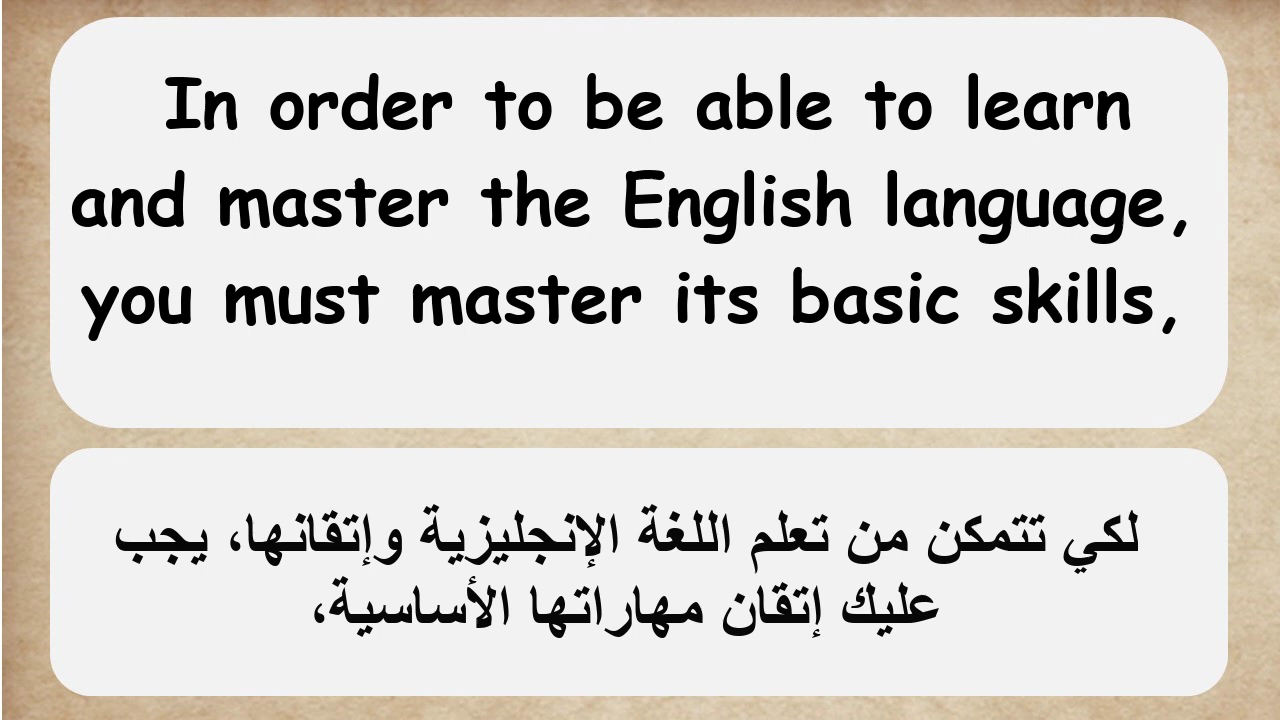 In order to be able to learn
and master the English language,
you must master its basic skills,
لكي تتمكن من تعلم اللغة الإنجليزية وإتقانها، يجب
عليك إتقان مهاراتها الأساسية،